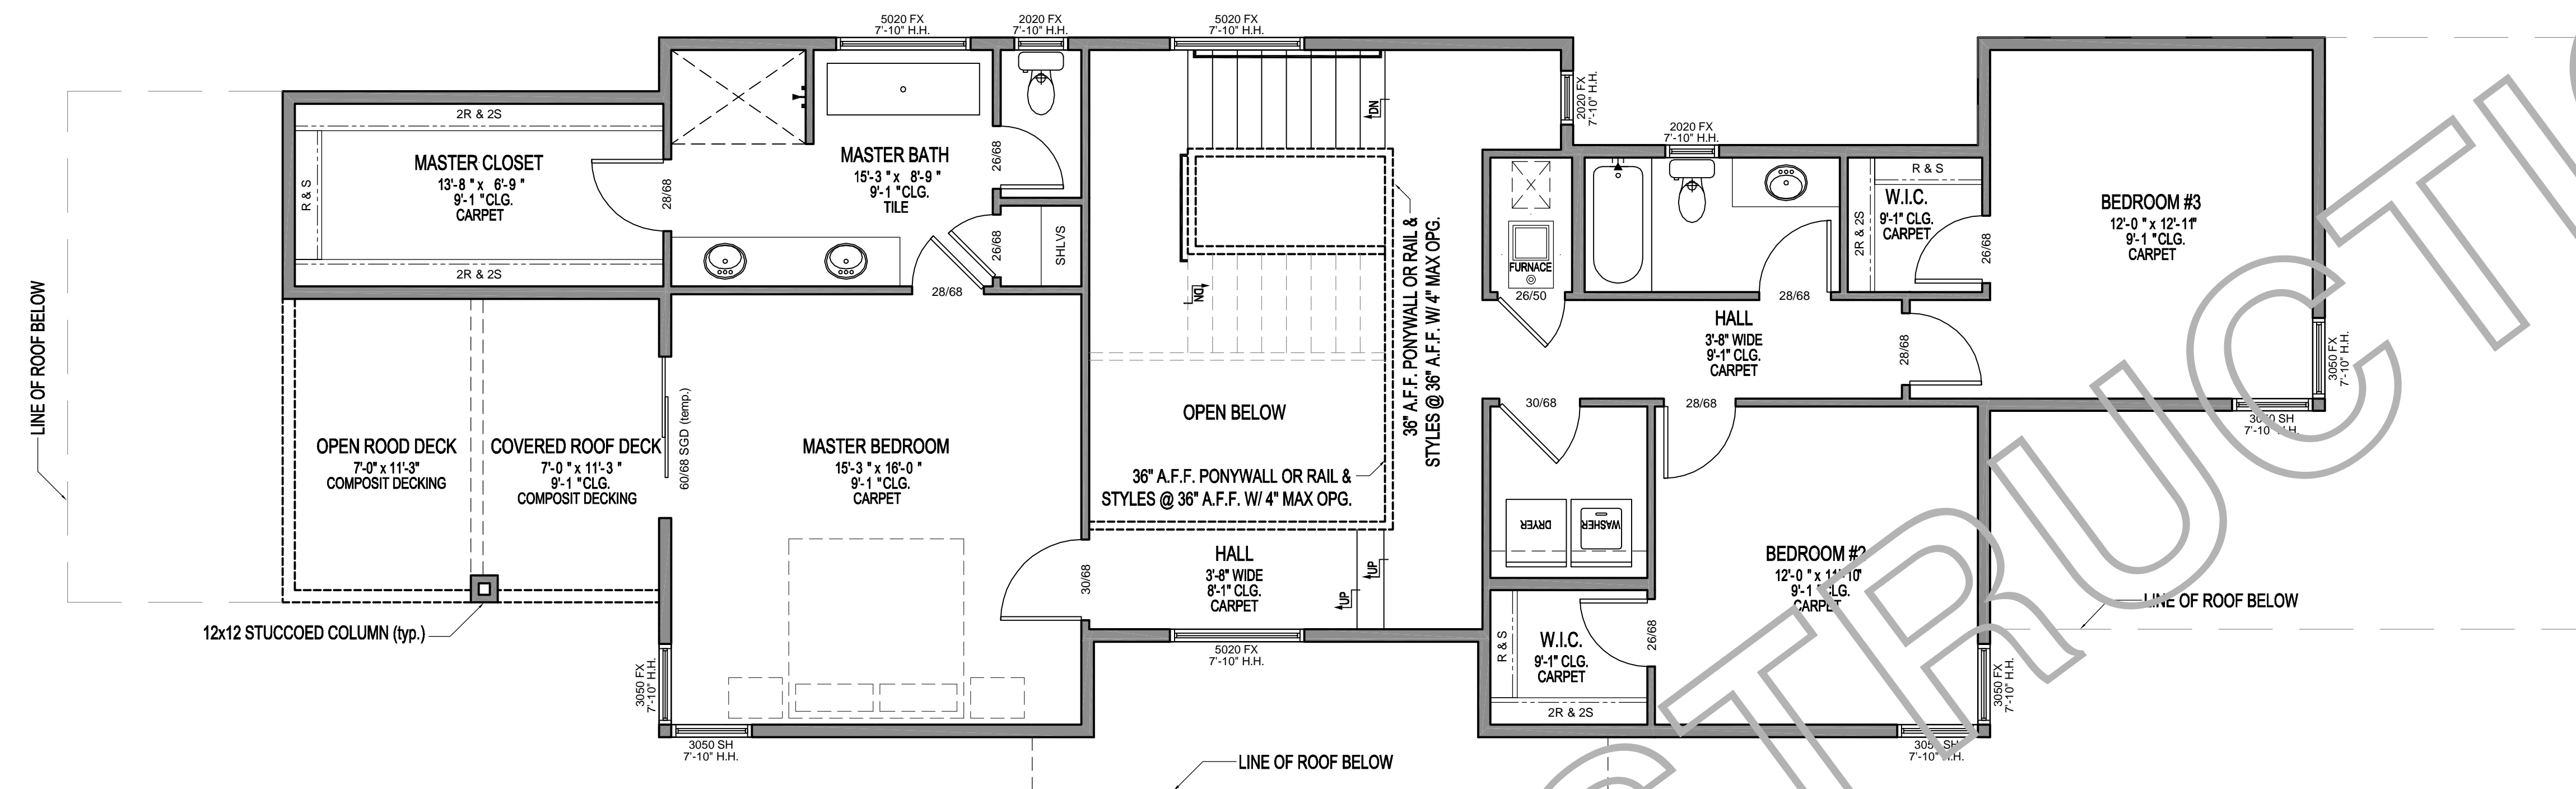 5020 FX
7'-10" H.H.
2020 FX
7'-10" H.H.
5020 FX
7'-10" H.H.
2020 FX
7'-10" H.H.
2020 FX
7'-10" H.H.
2R & 2S
R & S
MASTER CLOSET
13'-8 " x 6'-9 "
9'-1 "CLG.
CARPET
2R & 2S
28/68
MASTER BATH
15'-3 " x 8'-9 "
9'-1 "CLG.
TILE
26/68
26/68
SHLVS
28/68
DN
DN
36" A.F.F. PONYWALL OR RAIL &
STYLES @ 36" A.F.F. W/ 4" MAX OPG.
FURNACE
26/50
28/68
R & S
2R & 2S
W.I.C.
9'-1" CLG.
CARPET
26/68
BEDROOM #3
12'-0 " x 12'-11"
9'-1 "CLG.
CARPET
3050 FX
7'-10" H.H.
SH
7'-10" H.H.
HALL
3'-8" WIDE
9'-1" CLG.
CARPET
28/68
LINE OF ROOF BELOW
OPEN ROOD DECK
7'-0" x 11'-3"
COMPOSIT DECKING
COVERED ROOF DECK
7'-0 " x 11'-3 "
9'-1 "CLG.
COMPOSIT DECKING
60/68 SGD (temp.)
MASTER BEDROOM
15'-3 " x 16'-0 "
9'-1 "CLG.
CARPET
OPEN BELOW
36" A.F.F. PONYWALL OR RAIL &
STYLES @ 36" A.F.F. W/ 4" MAX OPG.
30/68
28/68
DRYER
WASHER
HALL
3'-8" WIDE
8'-1" CLG.
CARPET
30/68
UP
UP
BEDROOM #2
12'-0 " x 11'-10"
9'-1 "CLG.
CARPET
LINE OF ROOF BELOW
12x12 STUCCOED COLUMN (typ.)
5020 FX
7'-10" H.H.
R & S
W.I.C.
9'-1" CLG.
CARPET
26/68
2R & 2S
3050 FX
7'-10" H.H.
3050 SH
7'-10" H.H.
3050 FX
7'-10" H.H.
SH
7'-10" H.H.
LINE OF ROOF BELOW
STRUCTI